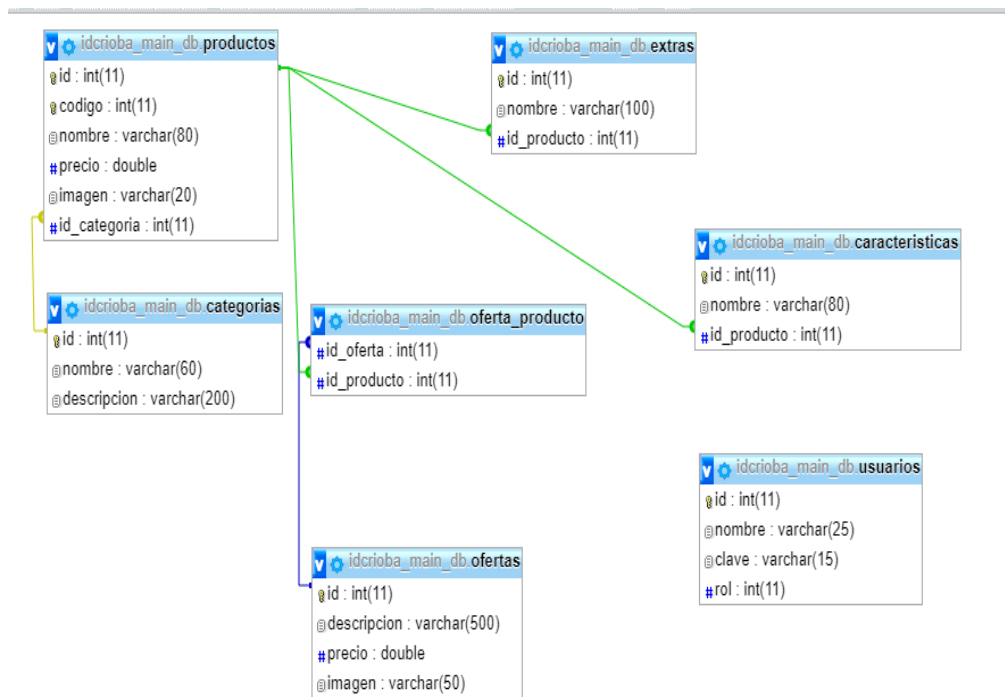 idcrioba_main_db.productos
id : int(11)
codigo : int(11)
nombre : varchar(80)
precio : double
imagen : varchar(20)
id_categoria : int(11)
idcrioba_main_db.extras
id : int(11)
nombre : varchar(100)
id_producto : int(11)
idcrioba_main_db.caracteristicas
id : int(11)
nombre : varchar(80)
id_producto : int(11)
idcrioba_main_db.categorias
id : int(11)
nombre : varchar(60)
descripcion : varchar(200)
idcrioba_main_db.oferta_producto
id_oferta : int(11)
id_producto : int(11)
idcrioba_main_db.usuarios
id : int(11)
nombre : varchar(25)
clave : varchar(15)
rol : int(11)
idcrioba_main_db.ofertas
id : int(11)
descripcion : varchar(500)
precio : double
imagen : varchar(50)